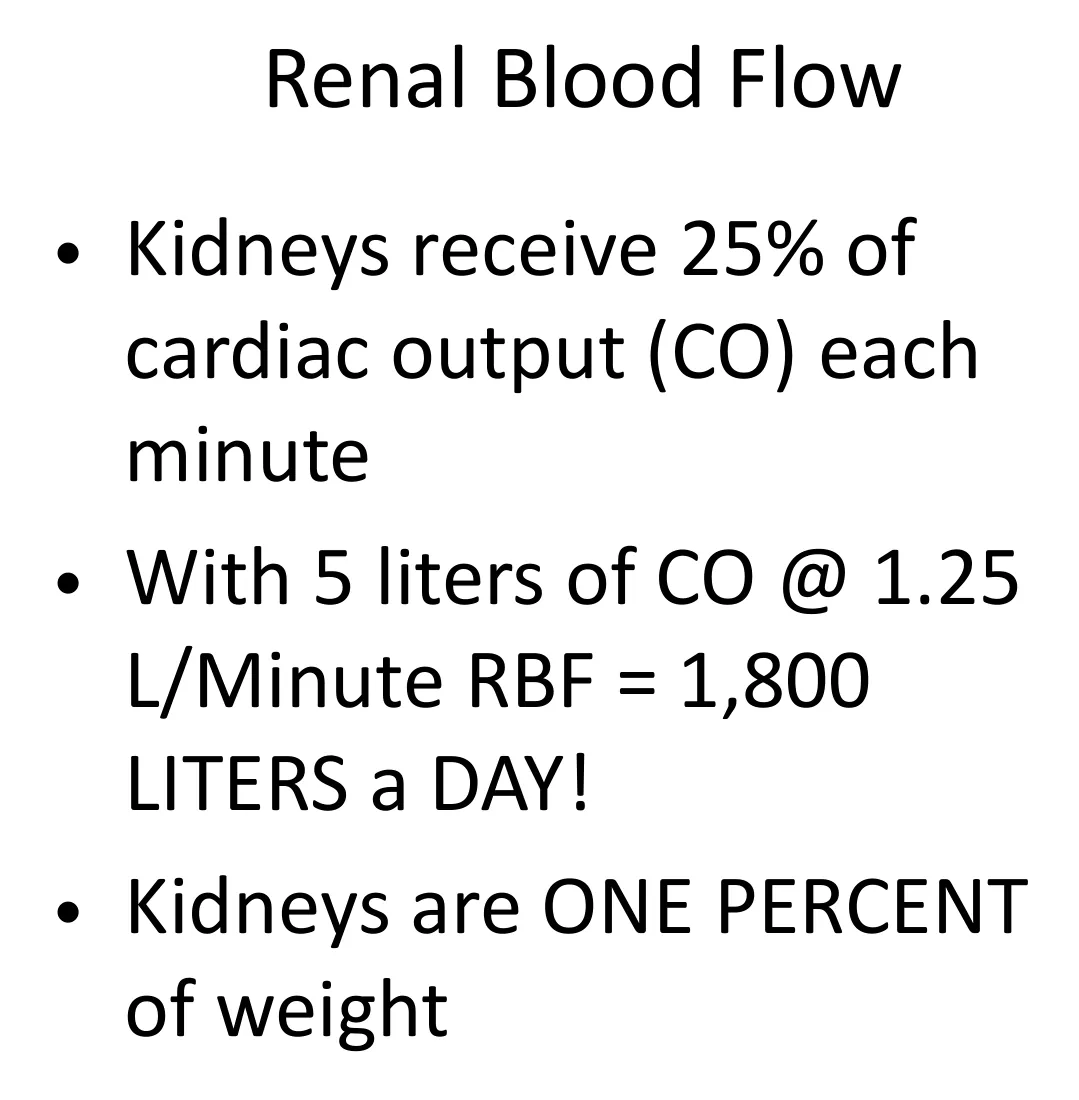 Renal Blood Flow
• Kidneys receive 25% of
cardiac output (CO) each
minute
• With 5 liters of CO @ 1.25
L/Minute RBF = 1,800
LITERS a DAY!
• Kidneys are ONE PERCENT
of weight